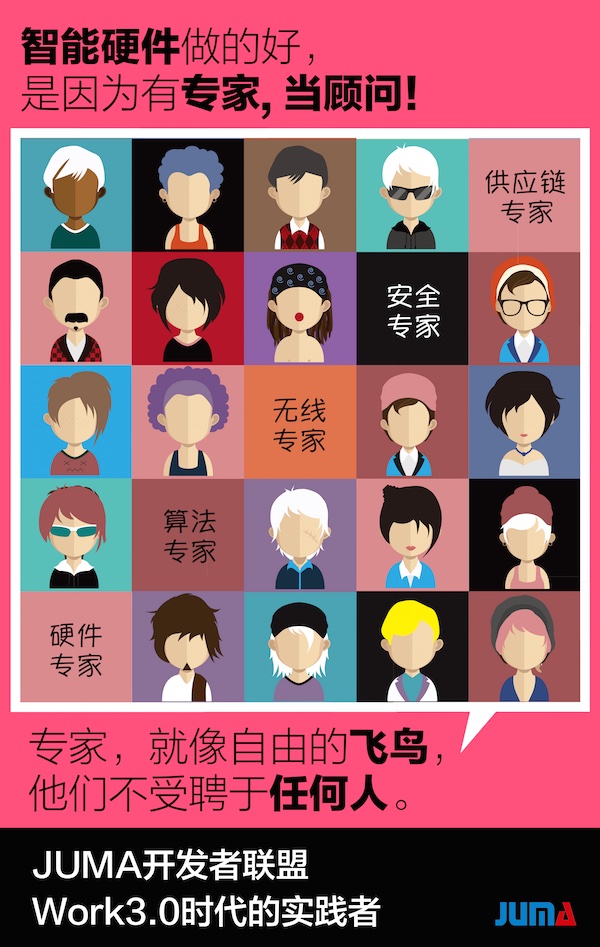 智能硬件做的好，
是因为有专家, 当顾问!
供应链
专家
安全
专家
无线
专家
算法
专家
硬件
专家
专家，就像自由的飞鸟，
他们不受聘于任何人。
JUMA开发者联盟
Work3.0时代的实践者
JUMA